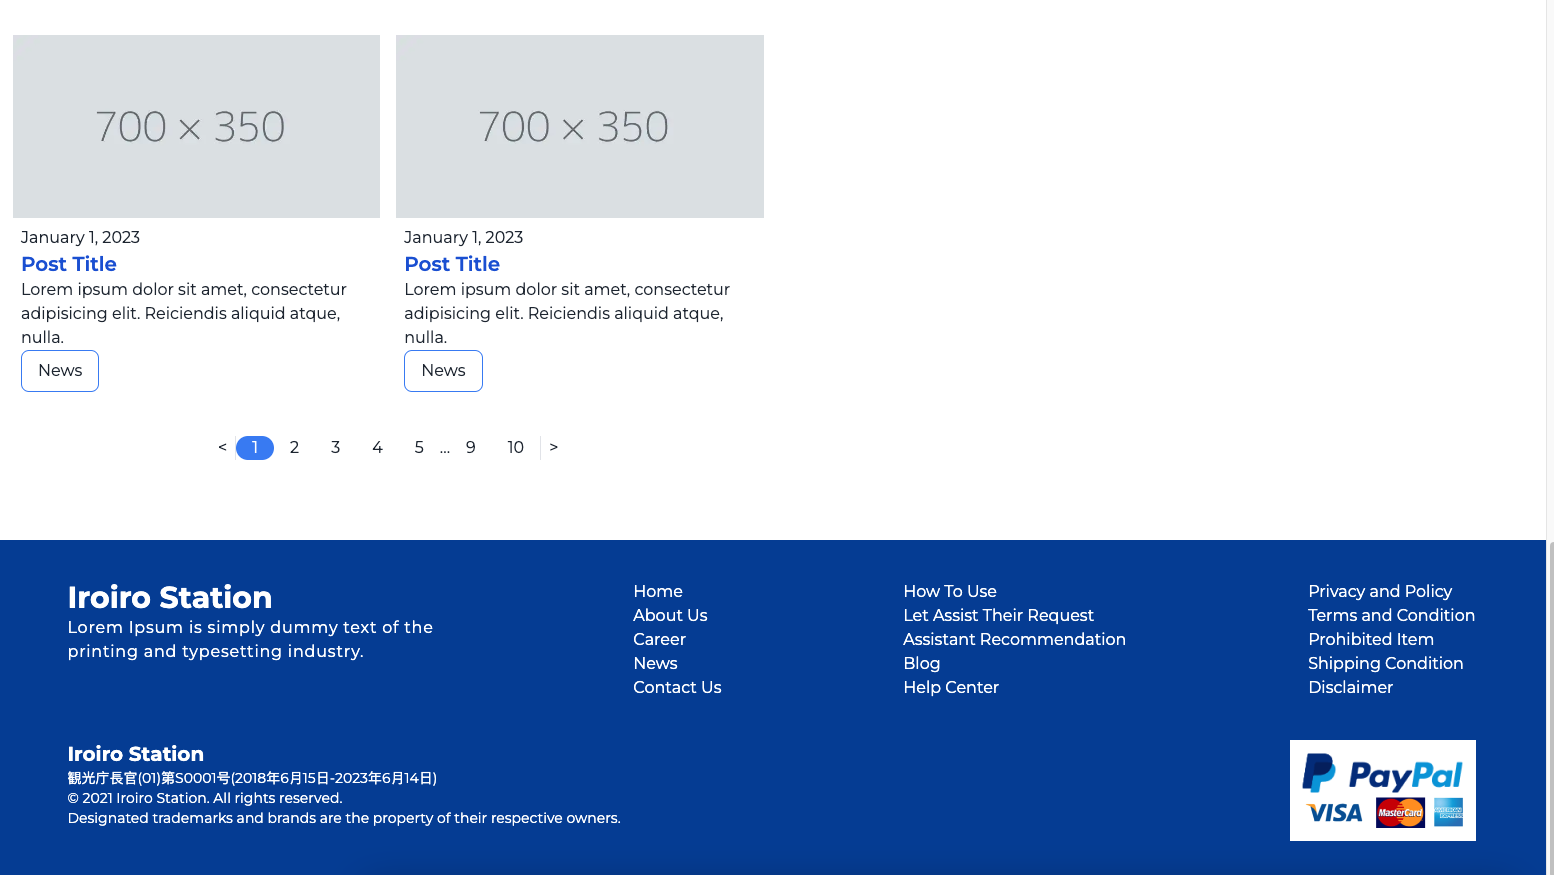 700 × 350
700 × 350
January 1, 2023
Post Title
Lorem ipsum dolor sit amet, consectetur
adipisicing elit. Reiciendis aliquid atque,
nulla.
News
January 1, 2023
Post Title
Lorem ipsum dolor sit amet, consectetur
adipisicing elit. Reiciendis aliquid atque,
nulla.
News
< 1 2 3 4 5 ... 9 10 >
Iroiro Station
Lorem Ipsum is simply dummy text of the
printing and typesetting industry.
Home
About Us
Career
News
Contact Us
How To Use
Let Assist Their Request
Assistant Recommendation
Blog
Help Center
Privacy and Policy
Terms and Condition
Prohibited Item
Shipping Condition
Disclaimer
Iroiro Station
観光庁長官(01)第S0001号(2018年6月15日-2023年6月14日)
© 2021 Iroiro Station. All rights reserved.
Designated trademarks and brands are the property of their respective owners.
PayPal
VISA
MasterCard